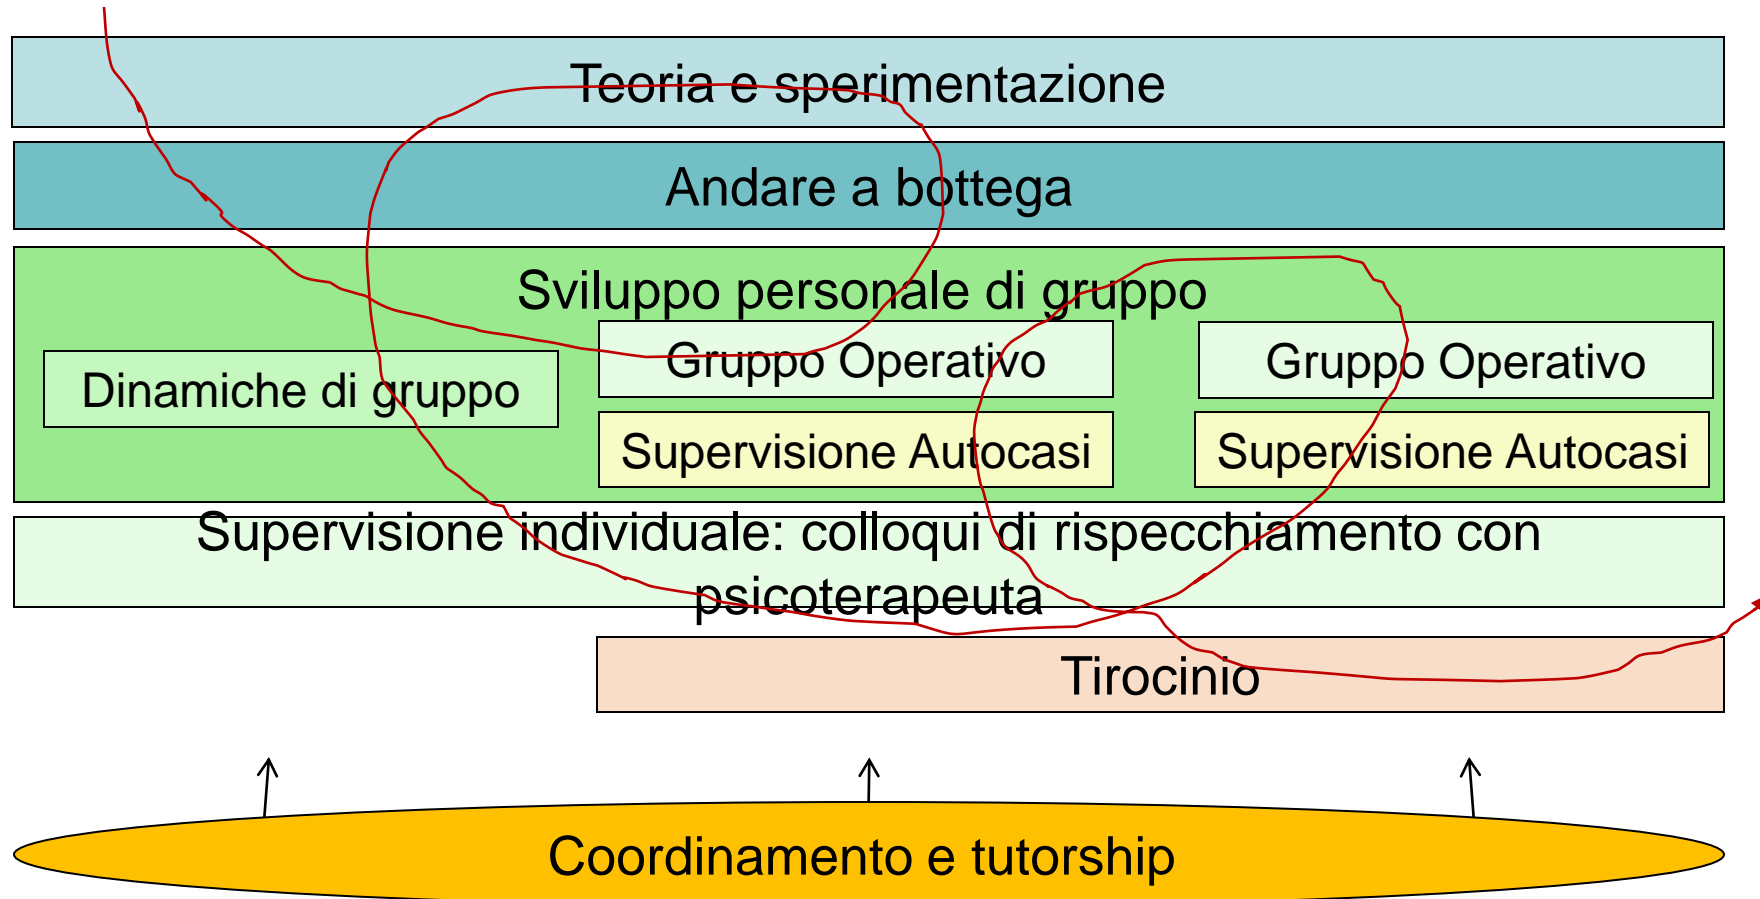 Teoria e sperimentazione
Andare a bottega
Sviluppo personale di gruppo
Dinamiche di gruppo
Gruppo Operativo
Supervisione Autocasi
Gruppo Operativo
Supervisione Autocasi
Supervisione individuale: colloqui di rispecchiamento con
psicoterapeuta
Tirocinio
Coordinamento e tutorship